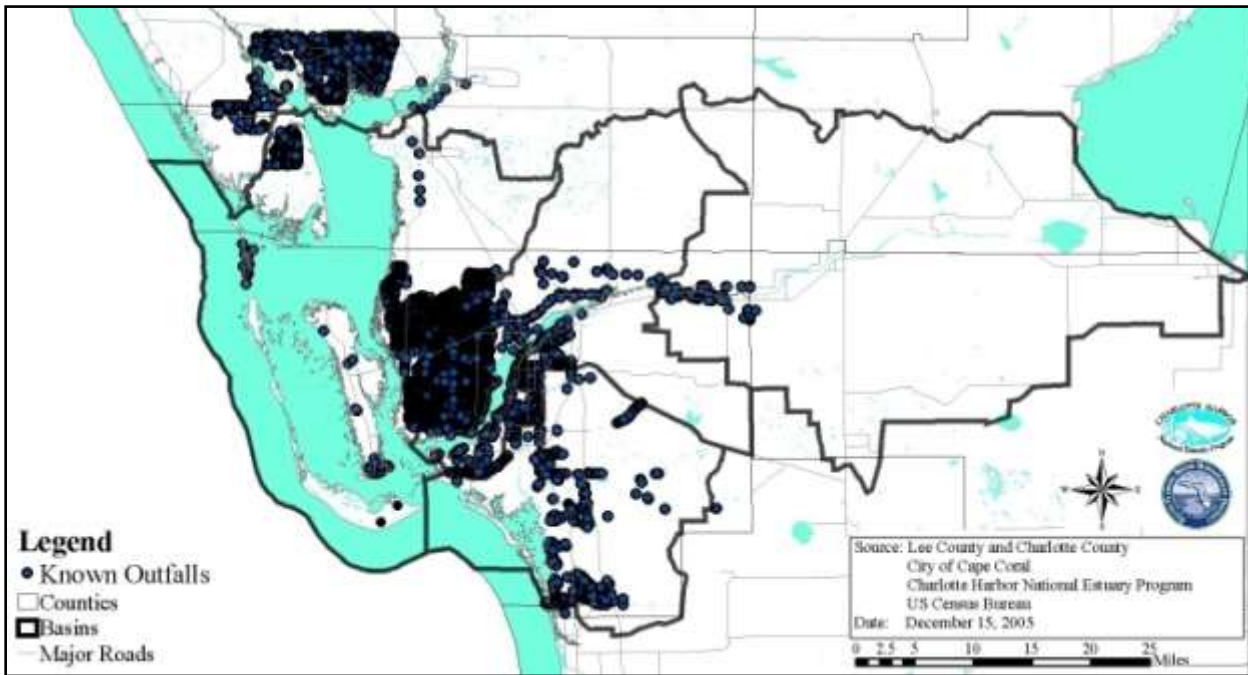 Legend
Known Outfalls
Counties
Basins
Major Roads
Source: Lee County and Charlotte County
City of Cape Coral
Charlotte Harbor National Estuary Program
US Census Bureau
Date: December 15, 2005
0 2.5 5 10 15 20 25
Miles